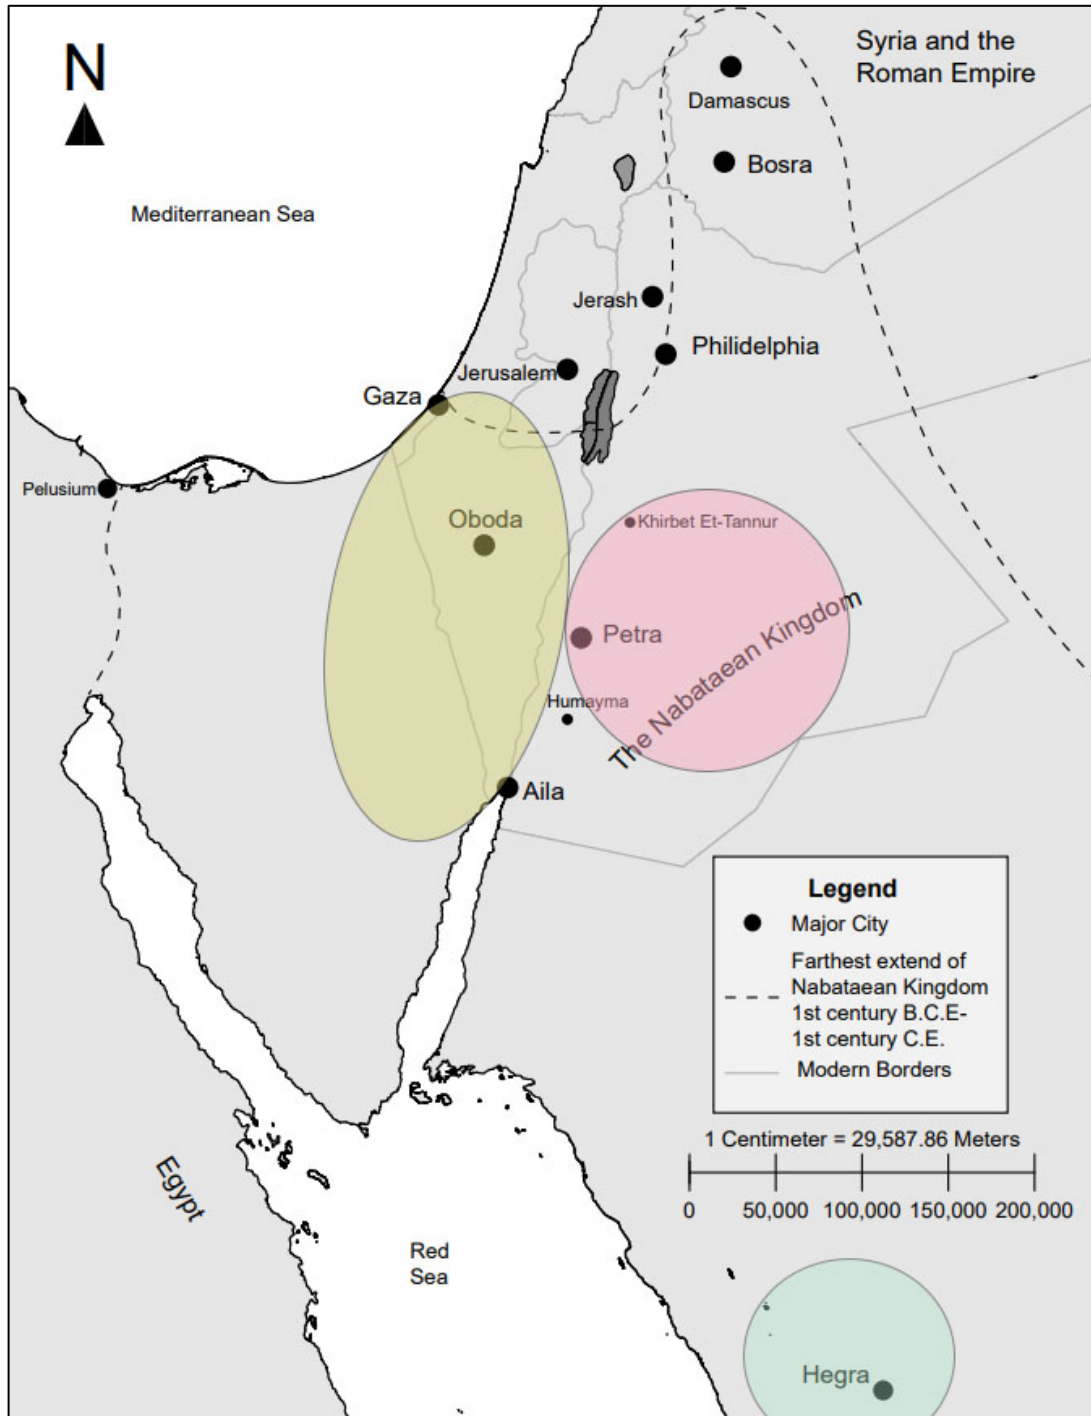 N
Syria and the
Roman Empire
Damascus
Bosra
Mediterranean Sea
Jerash
Philidelphia
Jerusalem
Gaza
Pelusium
Oboda
Khirbet Et-Tannur
Petra
The Nabataean Kingdom
Humayma
Aila
Legend
Major City
Farthest extend of
Nabataean Kingdom
1st century B.C.E-
1st century C.E.
Modern Borders
1 Centimeter = 29,587.86 Meters
0 50,000 100,000 150,000 200,000
Egypt
Red
Sea
Hegra